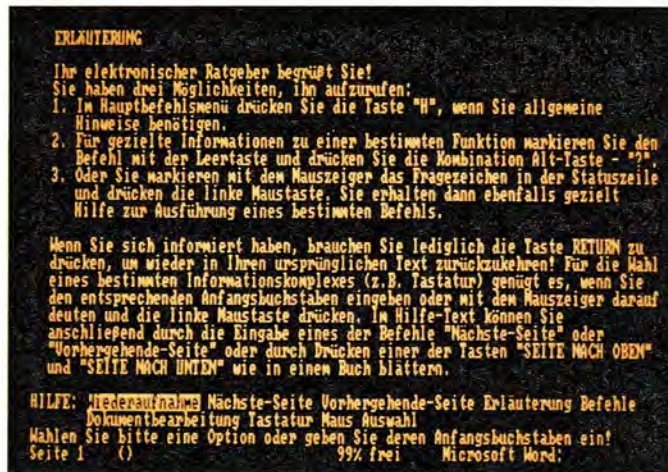 ERLÄUTERUNG
Ihr elektronischer Ratgeber begrüßt Sie!
Sie haben drei Möglichkeiten, ihn aufzurufen:
1. Im Hauptbefehlsmenü drücken Sie die Taste "H", wenn Sie allgemeine
Hinweise benötigen.
2. Für gezielte Informationen zu einer bestimmten Funktion markieren Sie den
Befehl mit der Leertaste und drücken Sie die Kombination Alt-Taste - "?".
3. Oder Sie markieren mit dem Mauszeiger das Fragezeichen in der Statuszeile
und drücken die linke Maustaste. Sie erhalten dann ebenfalls gezielt
Hilfe zur Ausführung eines bestimmten Befehls.
Wenn Sie sich informiert haben, brauchen Sie lediglich die Taste RETURN zu
drücken, um wieder in Ihren ursprünglichen Text zurückzukehren! Für die Wahl
eines bestimmten Informationskomplexes (z.B. Tastatur) genügt es, wenn Sie
den entsprechenden Anfangsbuchstaben eingeben oder mit dem Mauszeiger darauf
deuten und die linke Maustaste drücken. Im Hilfe-Text können Sie
anschließend durch die Eingabe eines der Befehle "Nächste-Seite" oder
"Vorhergehende-Seite" oder durch Drücken einer der Tasten "SEITE NACH OBEN"
und "SEITE NACH UNTEN" wie in einem Buch blättern.
HILFE: Wiederaufnahme Nächste-Seite Vorhergehende-Seite Erläuterung Befehle
Dokumentbearbeitung Tastatur Maus Auswahl
Wählen Sie bitte eine Option oder geben Sie deren Anfangsbuchstaben ein!
Seite 1 () 99% frei Microsoft Word: